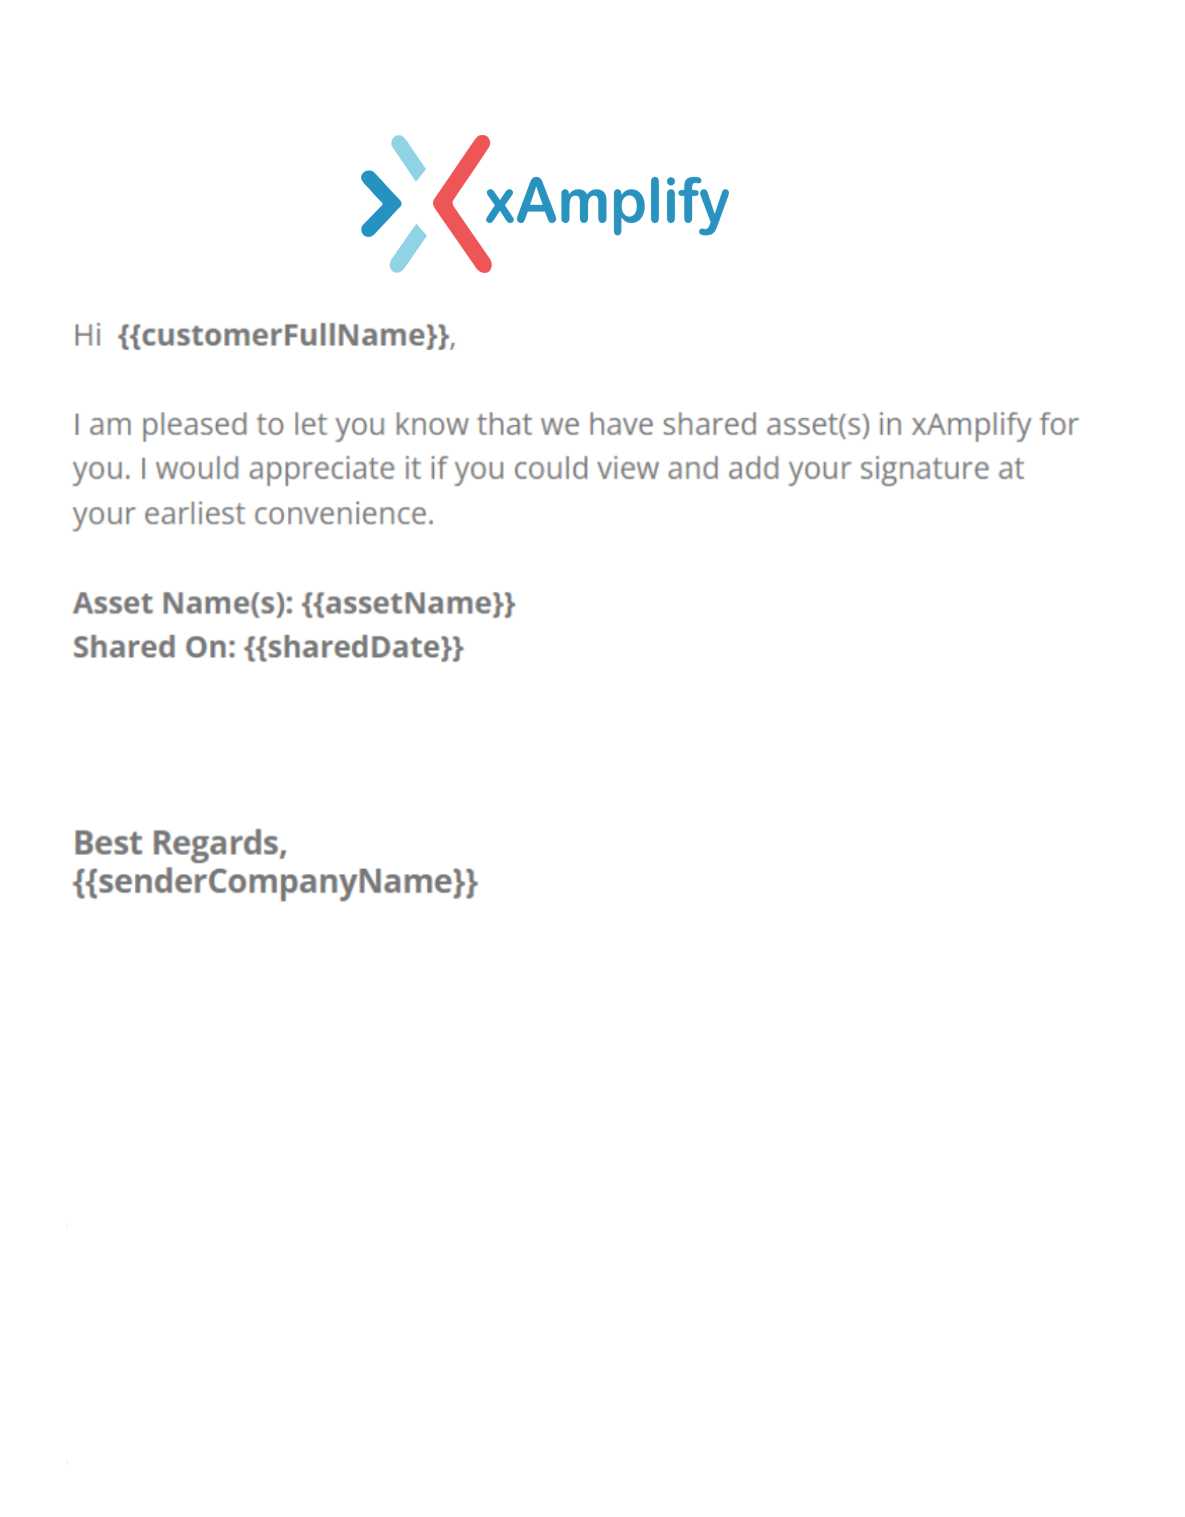 xAmplify
Hi {{customerFullName}},
I am pleased to let you know that we have shared asset(s) in xAmplify for
you. I would appreciate it if you could view and add your signature at
your earliest convenience.
Asset Name(s): {{assetName}}
Shared On: {{sharedDate}}
Best Regards,
{{senderCompanyName}}